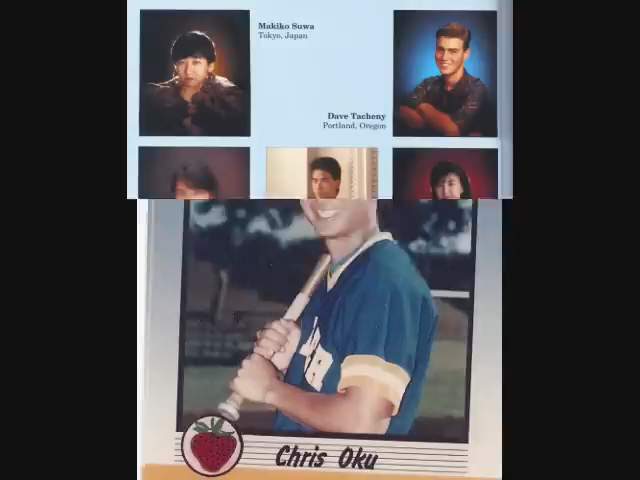 Makiko Suwa
Tokyo, Japan
Dave Tacheny
Portland, Oregon
Chris Oku